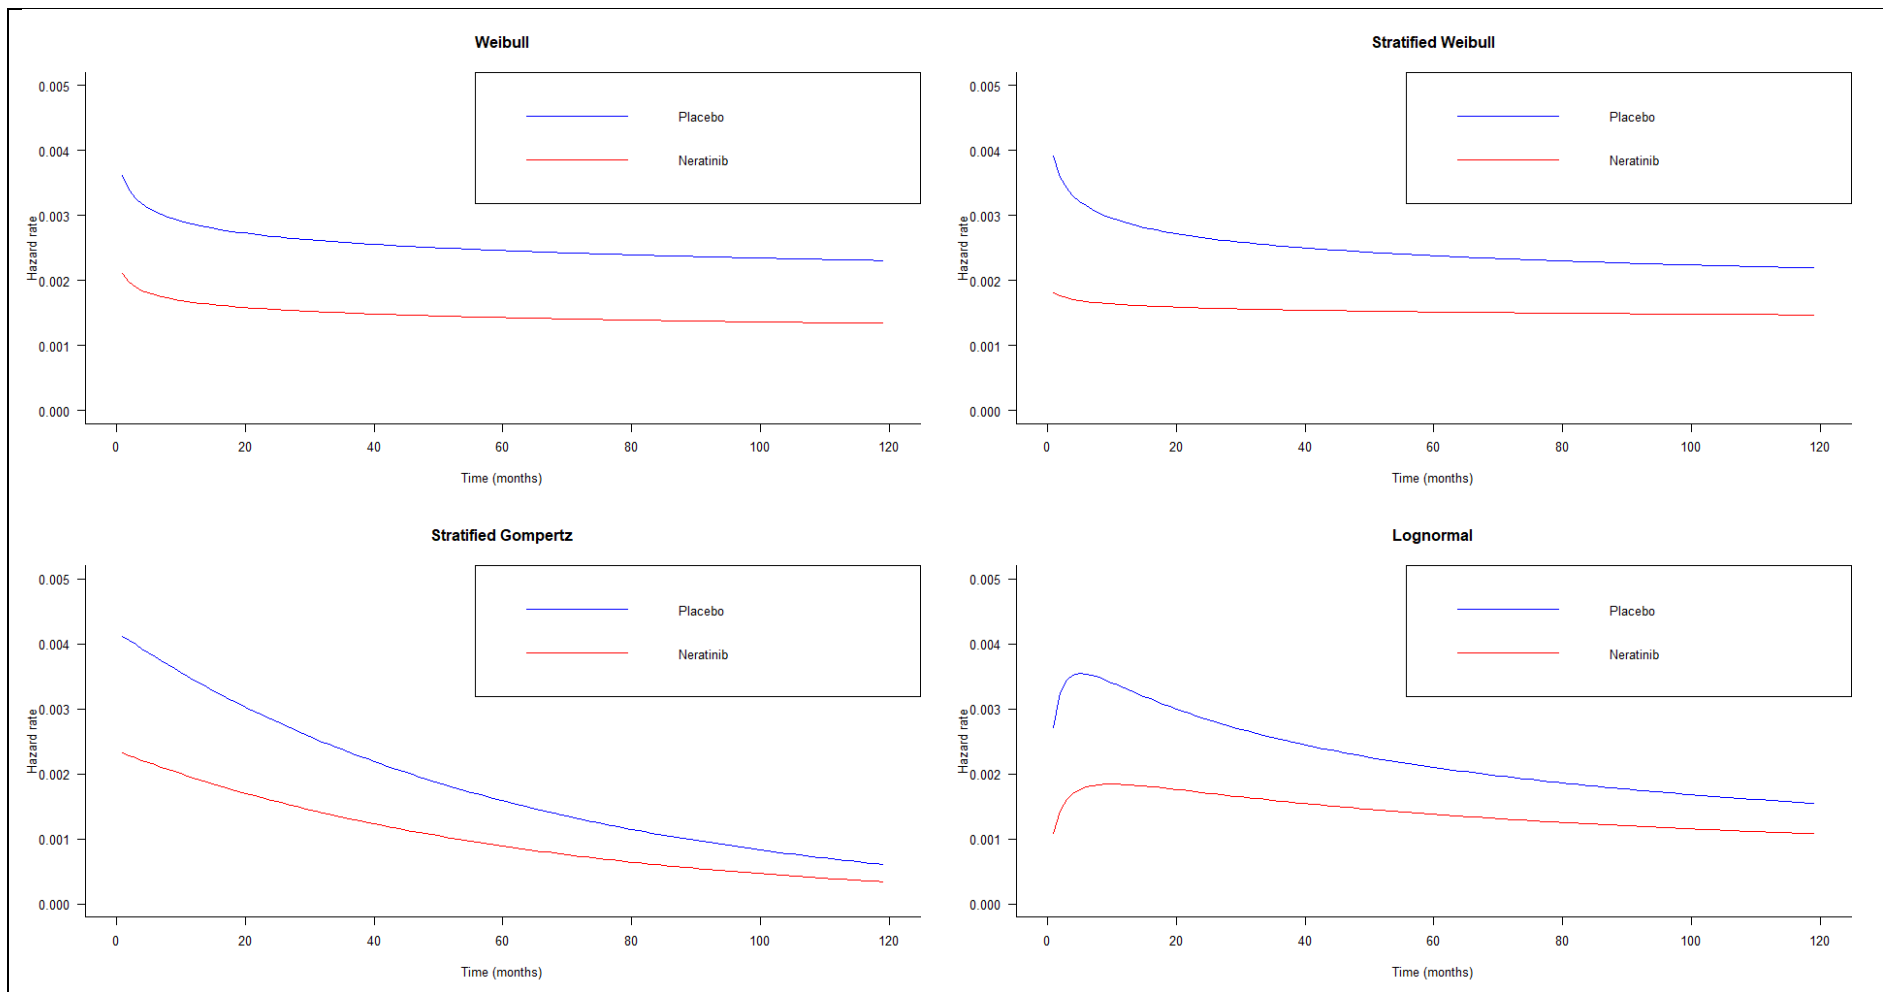 Weibull
0.005
0.004
0.003
0.002
0.001
0.000
Hazard rate
Placebo
Neratinib
0 20 40 60 80 100 120
Time (months)
Stratified Weibull
0.005
0.004
0.003
0.002
0.001
0.000
Hazard rate
Placebo
Neratinib
0 20 40 60 80 100 120
Time (months)
Stratified Gompertz
0.005
0.004
0.003
0.002
0.001
0.000
Hazard rate
Placebo
Neratinib
0 20 40 60 80 100 120
Time (months)
Lognormal
0.005
0.004
0.003
0.002
0.001
0.000
Hazard rate
Placebo
Neratinib
0 20 40 60 80 100 120
Time (months)